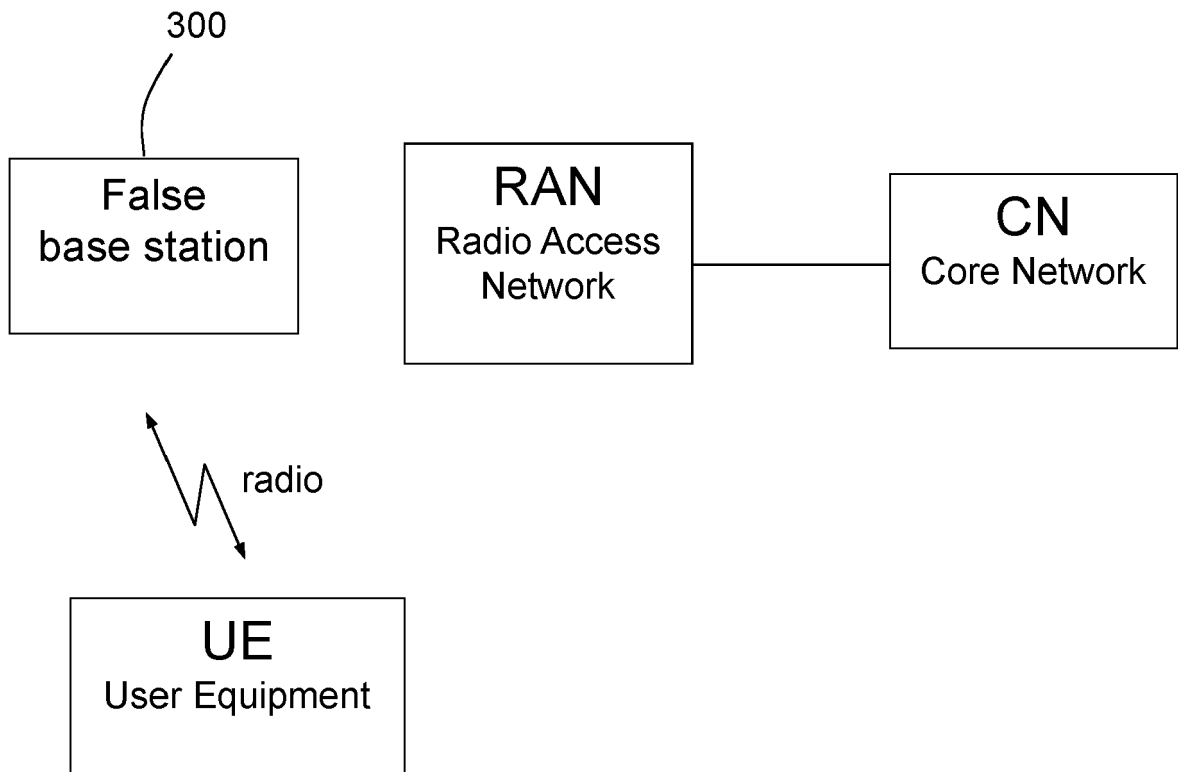 300
False
base station
RAN
Radio Access
Network
CN
Core Network
radio
UE
User Equipment